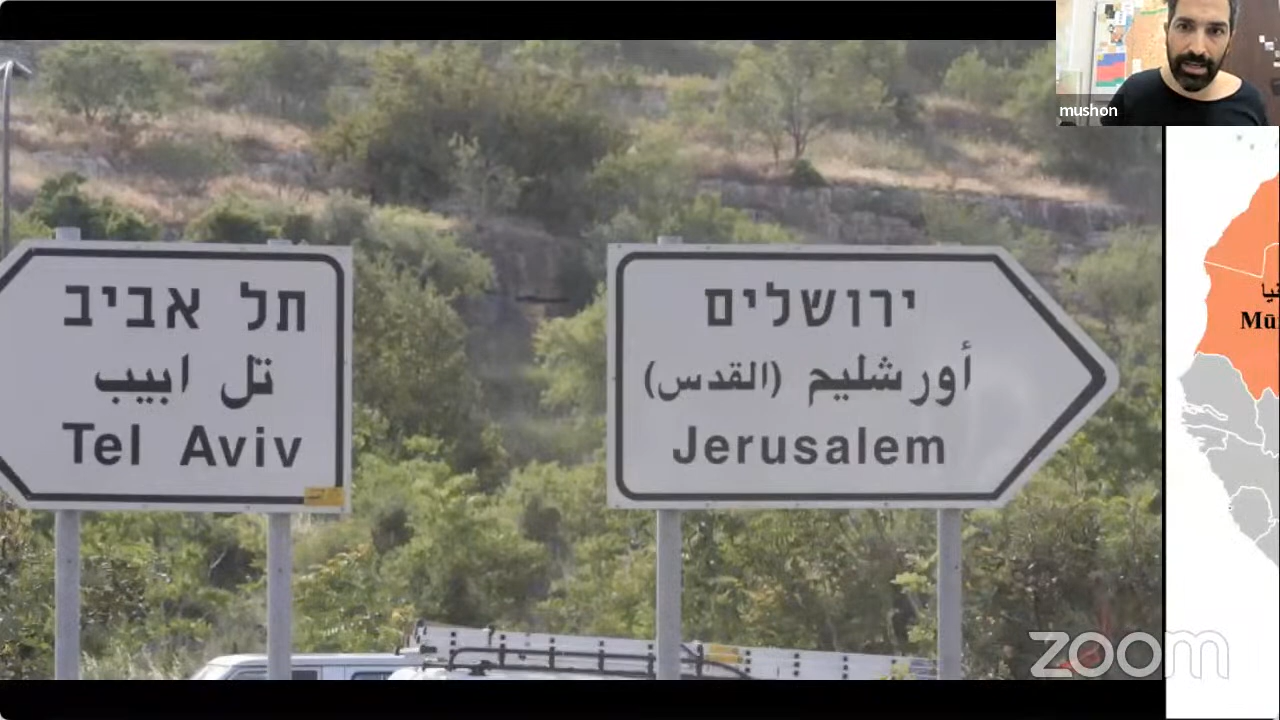 mushon
תל אביב
تل ابيب
Tel Aviv
ירושלים
أورشليم (القدس)
Jerusalem
zoom